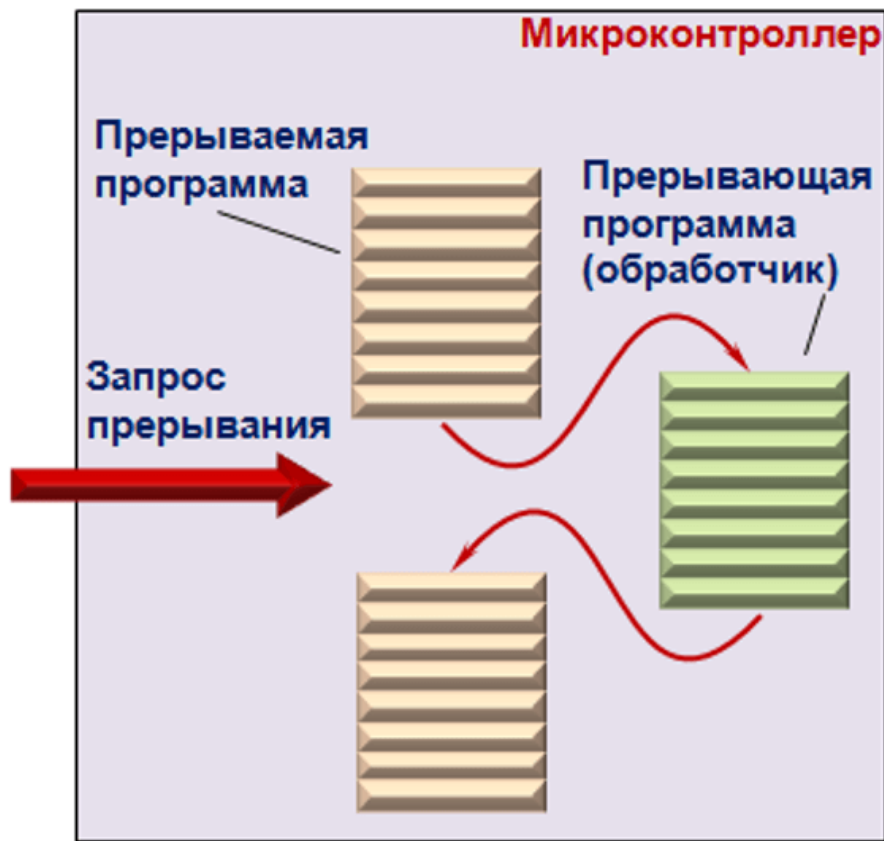 Микроконтроллер
Прерываемая
программа
Прерывающая
программа
(обработчик)
Запрос
прерывания